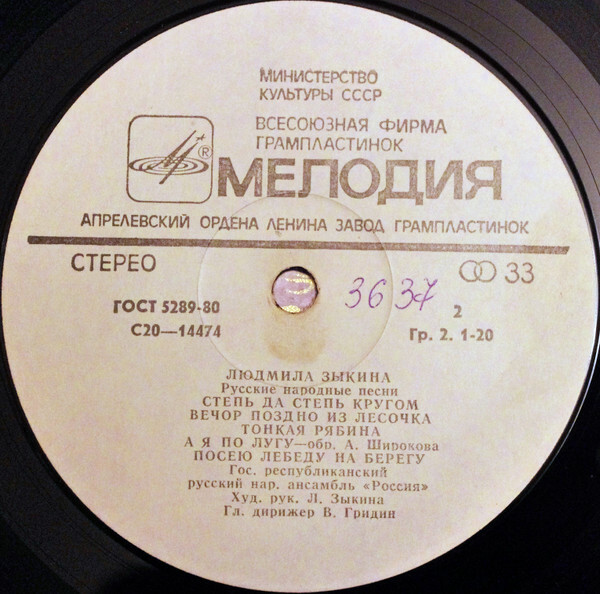 МИНИСТЕРСТВО
КУЛЬТУРЫ СССР
ВСЕСОЮЗНАЯ ФИРМА
ГРАМПЛАСТИНОК
® МЕЛОДИЯ
АПРЕЛЕВСКИЙ ОРДЕНА ЛЕНИНА ЗАВОД ГРАМПЛАСТИНОК
СТЕРЕО 33
ГОСТ 5289-80 3637 2
С20—14474 Гр. 2. 1-20
ЛЮДМИЛА ЗЫКИНА
Русские народные песни
СТЕПЬ ДА СТЕПЬ КРУГОМ
ВЕЧОР ПОЗДНО ИЗ ЛЕСОЧКА
ТОНКАЯ РЯБИНА
А Я ПО ЛУГУ—обр. А. Широкова
ПОСЕЮ ЛЕБЕДУ НА БЕРЕГУ
Гос. республиканский
русский нар. ансамбль «Россия»
Худ. рук. Л. Зыкина
Гл. дирижер В. Гридин